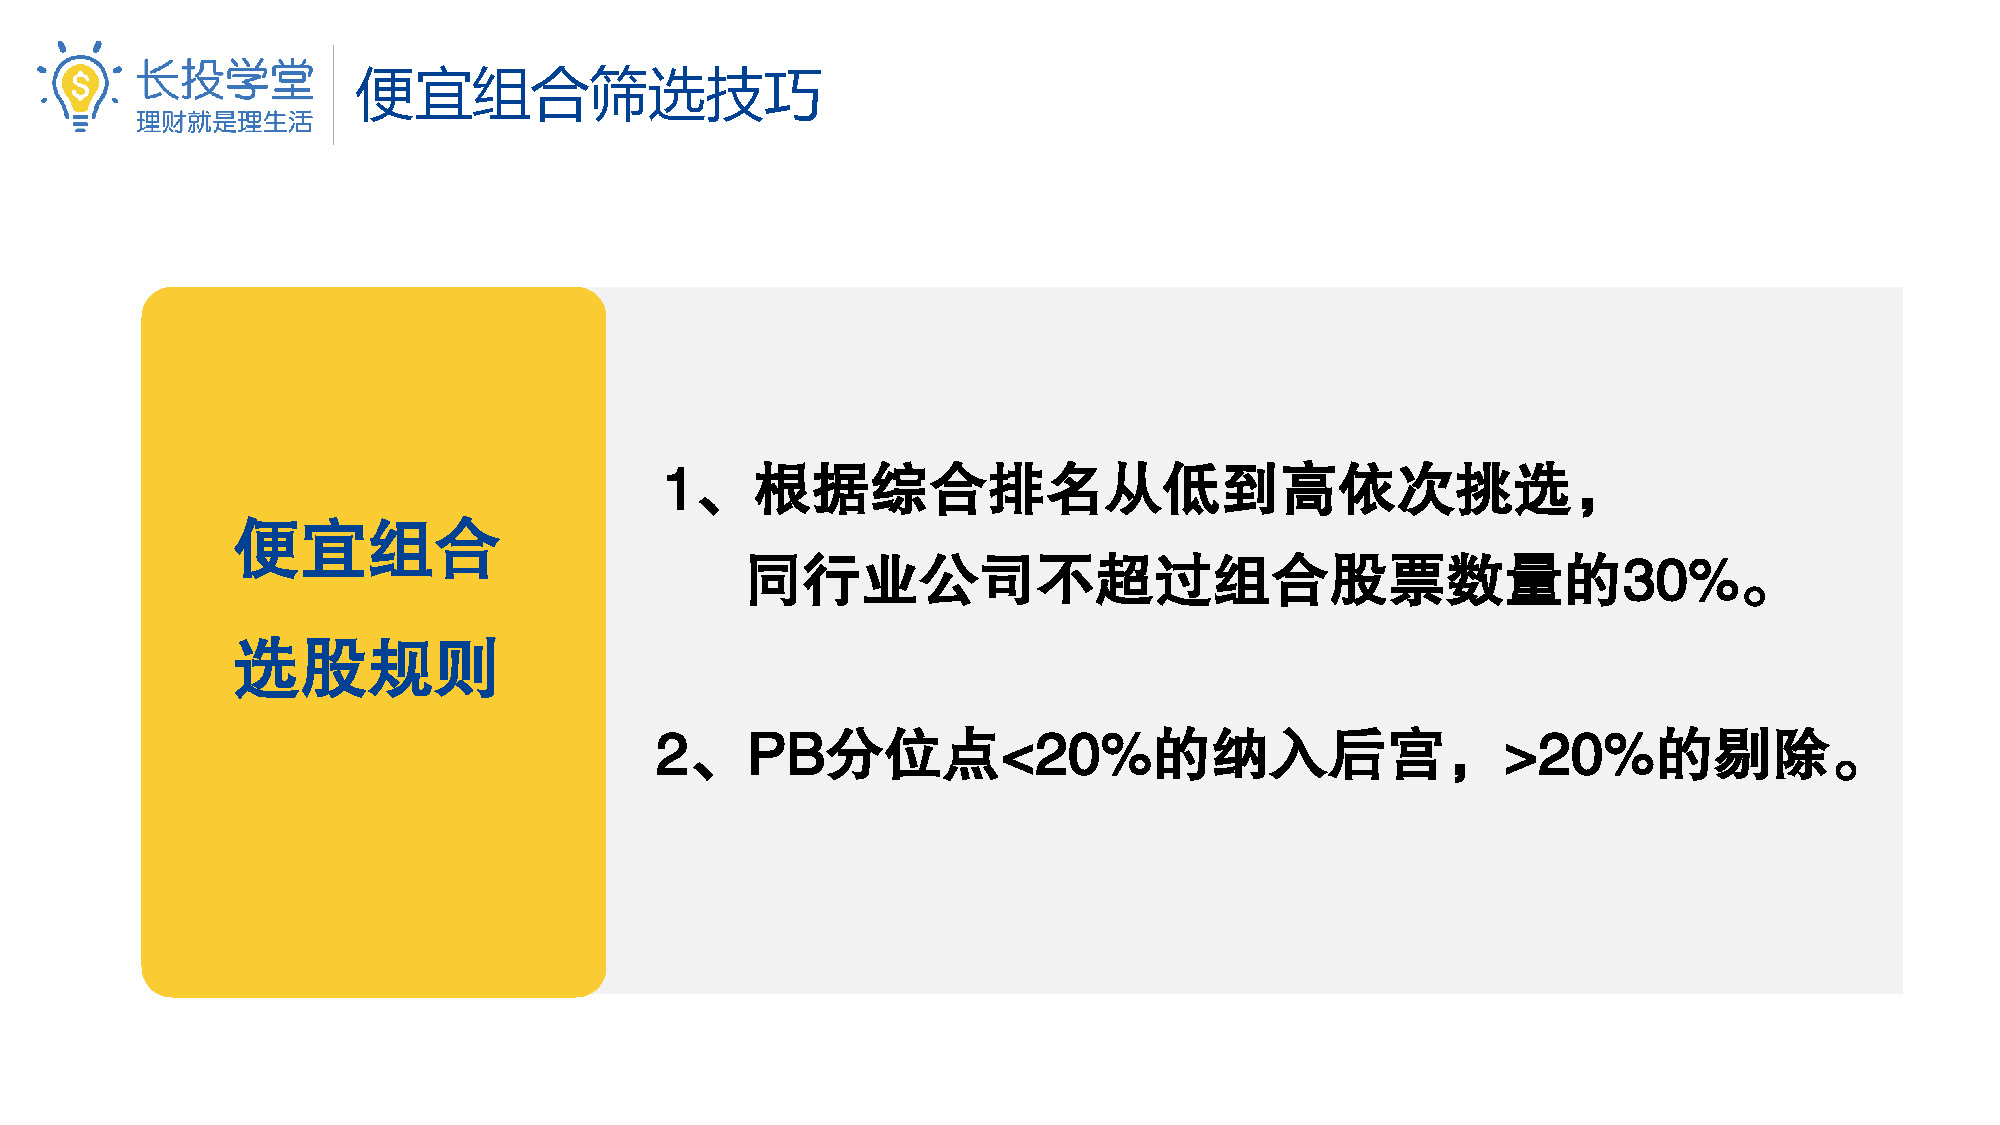 长投学堂
理财就是理生活
便宜组合筛选技巧
便宜组合
选股规则
1、根据综合排名从低到高依次挑选，
同行业公司不超过组合股票数量的30%。
2、PB分位点<20%的纳入后宫，>20%的剔除。